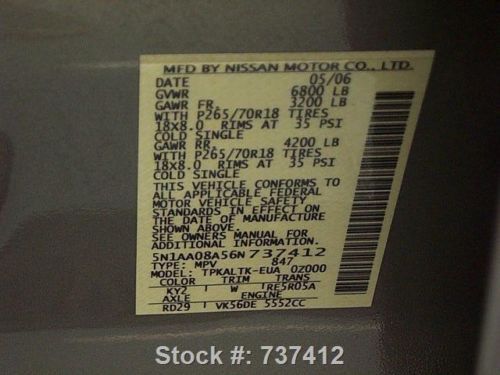 MFD BY NISSAN MOTOR CO., LTD.
DATE 05/06
GVWR 6800 LB
GAWR FR. 3200 LB
WITH P265/70R18 TIRES
18X8.0 RIMS AT 35 PSI
COLD SINGLE
GAWR RR. 4200 LB
WITH P265/70R18 TIRES
18X8.0 RIMS AT 35 PSI
COLD SINGLE
THIS VEHICLE CONFORMS TO
ALL APPLICABLE FEDERAL
MOTOR VEHICLE SAFETY
STANDARDS IN EFFECT ON
THE DATE OF MANUFACTURE
SHOWN ABOVE.
SEE OWNERS MANUAL FOR
ADDITIONAL INFORMATION.
5N1AA08A56N737412
TYPE: MPV 847
MODEL: TPKALTK-EUA 0Z000
COLOR TRIM TRANS
KY2 W RE5R05A
AXLE ENGINE
RD29 VK56DE 5552CC
Stock #: 737412